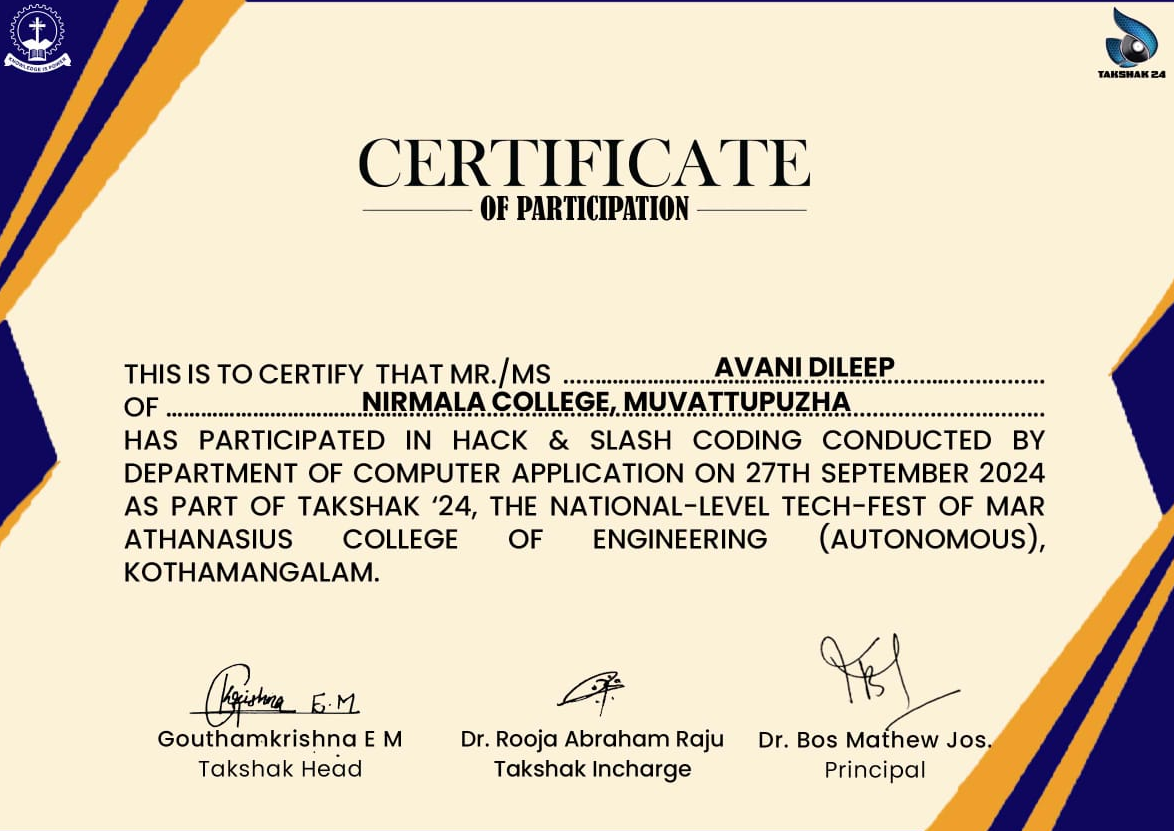 KNOWLEDGE IS POWER
TAKSHAK 24
CERTIFICATE
OF PARTICIPATION
THIS IS TO CERTIFY THAT MR./MS ........ AVANI DILEEP ........
OF ........ NIRMALA COLLEGE, MUVATTUPUZHA ........
HAS PARTICIPATED IN HACK & SLASH CODING CONDUCTED BY
DEPARTMENT OF COMPUTER APPLICATION ON 27TH SEPTEMBER 2024
AS PART OF TAKSHAK ‘24, THE NATIONAL-LEVEL TECH-FEST OF MAR
ATHANASIUS COLLEGE OF ENGINEERING (AUTONOMOUS),
KOTHAMANGALAM.
Gouthamkrishna E M
Takshak Head
Dr. Rooja Abraham Raju
Takshak Incharge
Dr. Bos Mathew Jos.
Principal